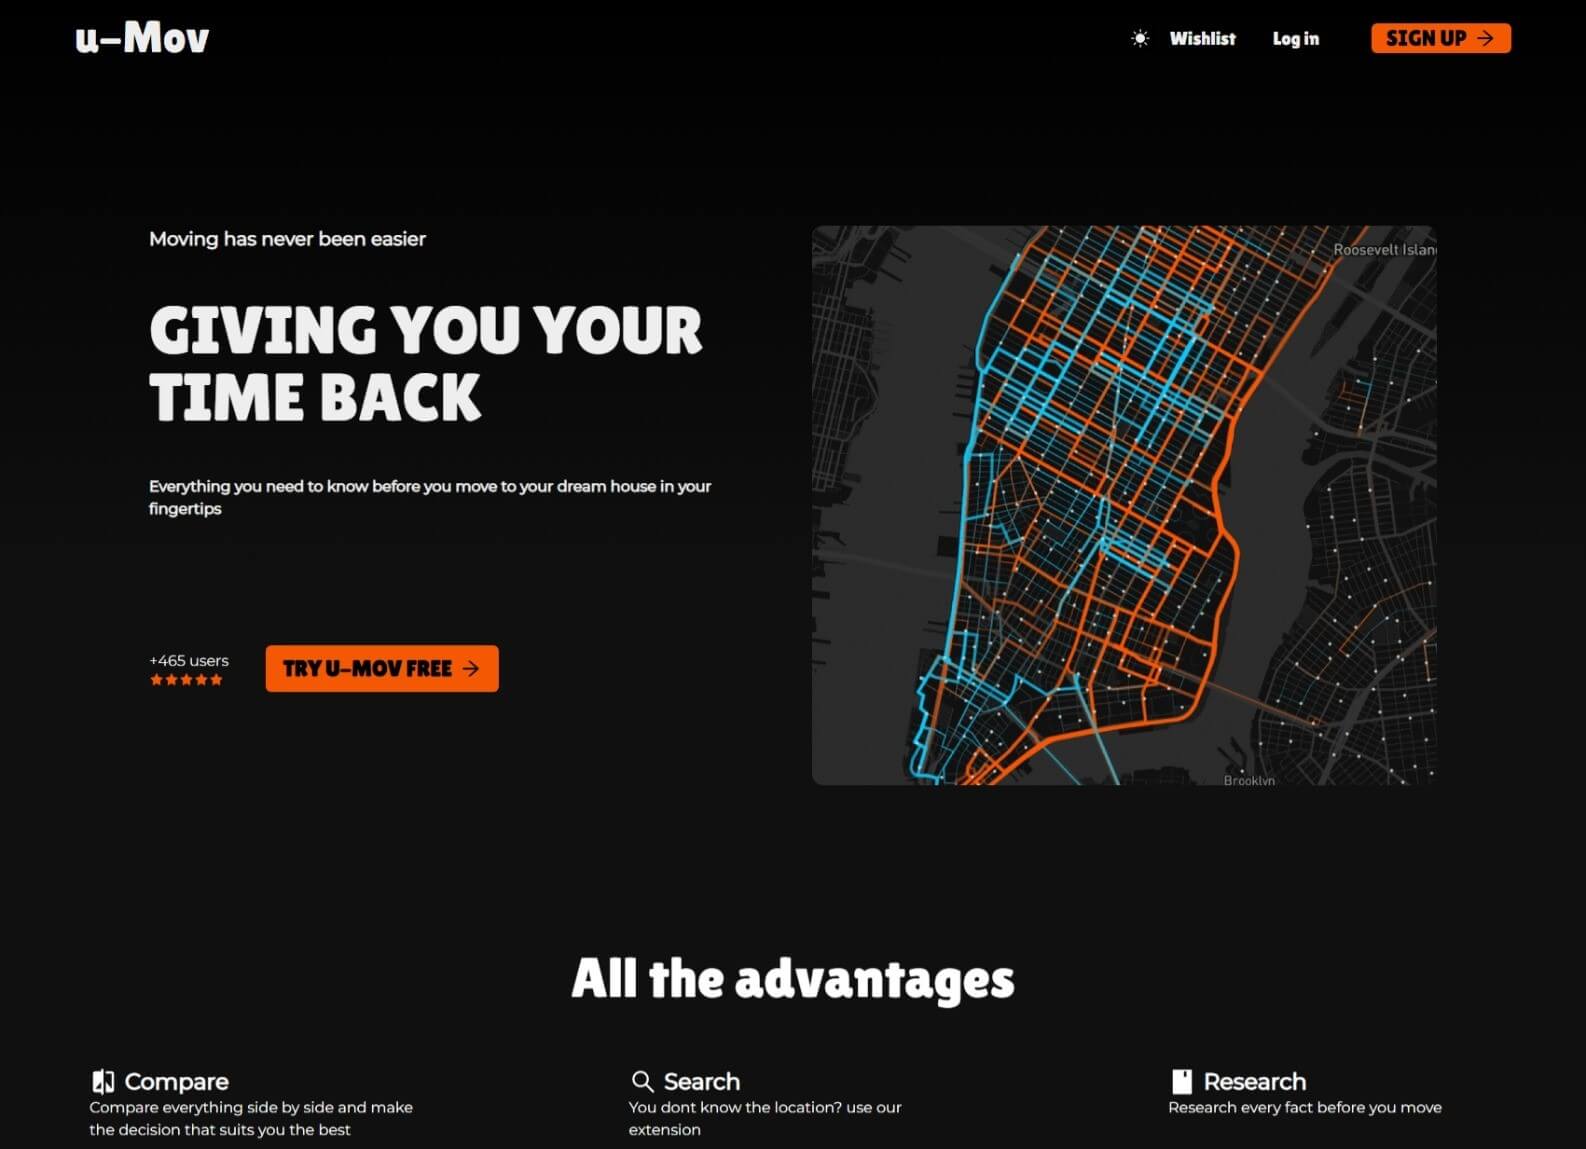 u-Mov
Wishlist
Log in
SIGN UP
Moving has never been easier
GIVING YOU YOUR
TIME BACK
Everything you need to know before you move to your dream house in your
fingertips
+465 users
TRY U-MOV FREE
Roosevelt Islan
Brooklyn
All the advantages
Compare
Compare everything side by side and make
the decision that suits you the best
Search
You dont know the location? use our
extension
Research
Research every fact before you move